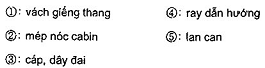 ①: vách giếng thang
②: mép nóc cabin
③: cáp, dây đai
④: ray dẫn hướng
⑤: lan can